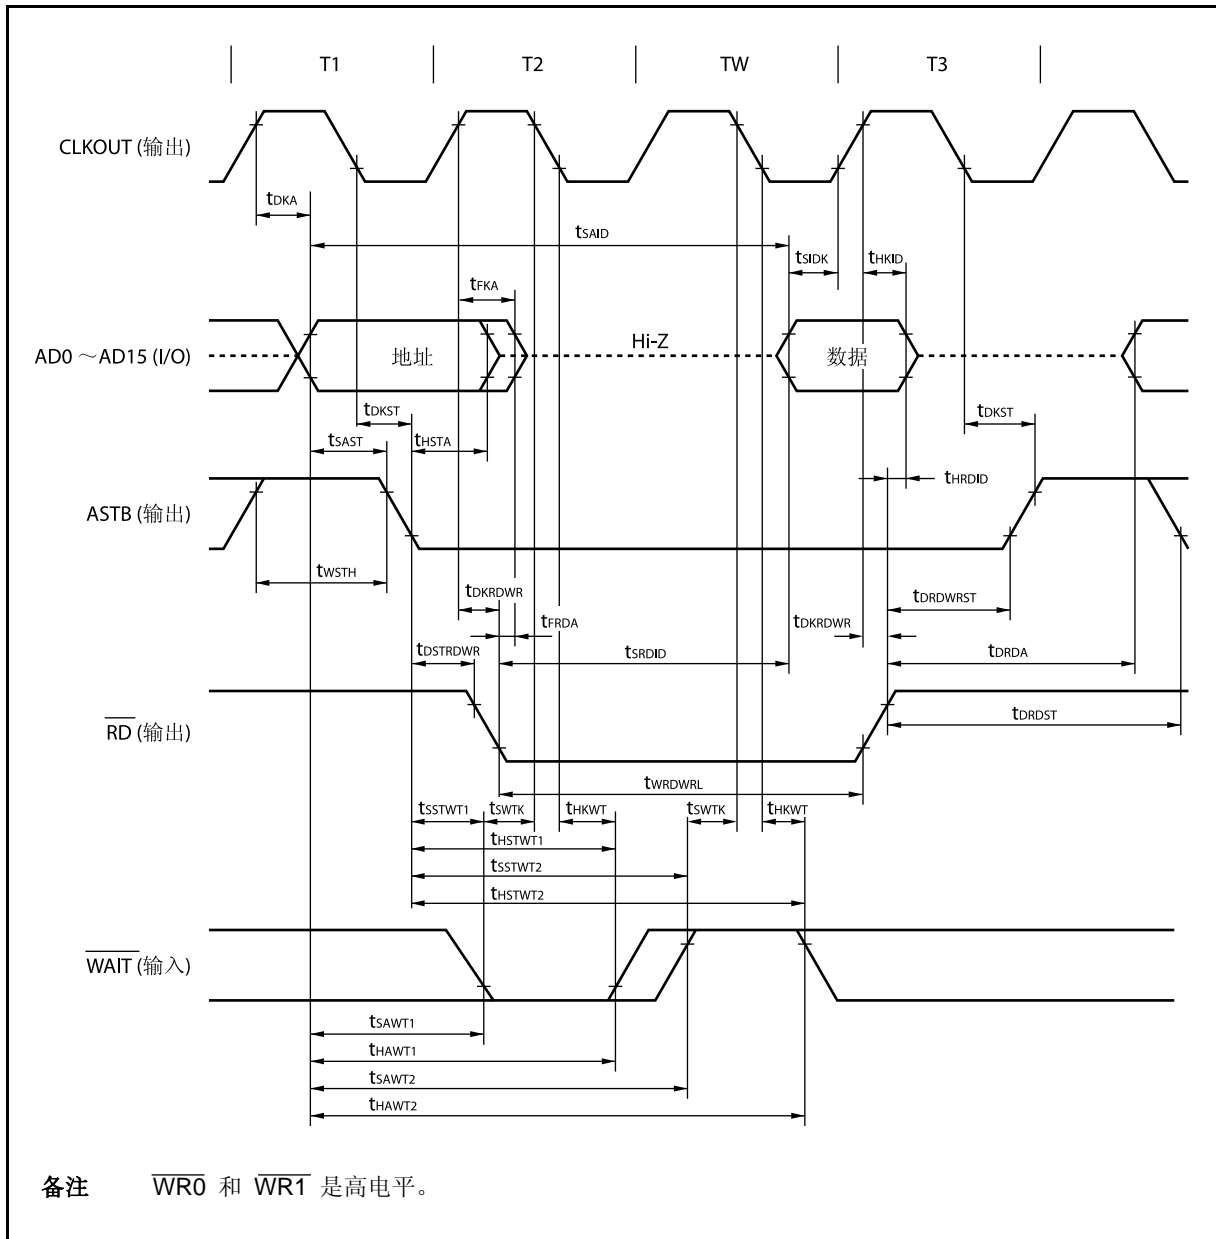 T1 T2 TW T3
CLKOUT (输出)
tDKA
tSAID
tSIDK tHKID
tFKA
AD0 ～AD15 (I/O) 地址 Hi-Z 数据
tDKST tDKST
tSAST tHSTA
tHRDID
ASTB (输出)
tWSTH
tDKRDWR tDKRDWR tDRDWRST
tFRDA
tDSTRDWR tSRDID tDRDA
RD (输出)
tDRDST
tWRDWRL
tSSTWT1 tSWTK tHKWT tSWTK tHKWT
tHSTWT1
tSSTWT2
tHSTWT2
WAIT (输入)
tSAWT1
tHAWT1
tSAWT2
tHAWT2
备注 WR0 和 WR1 是高电平。